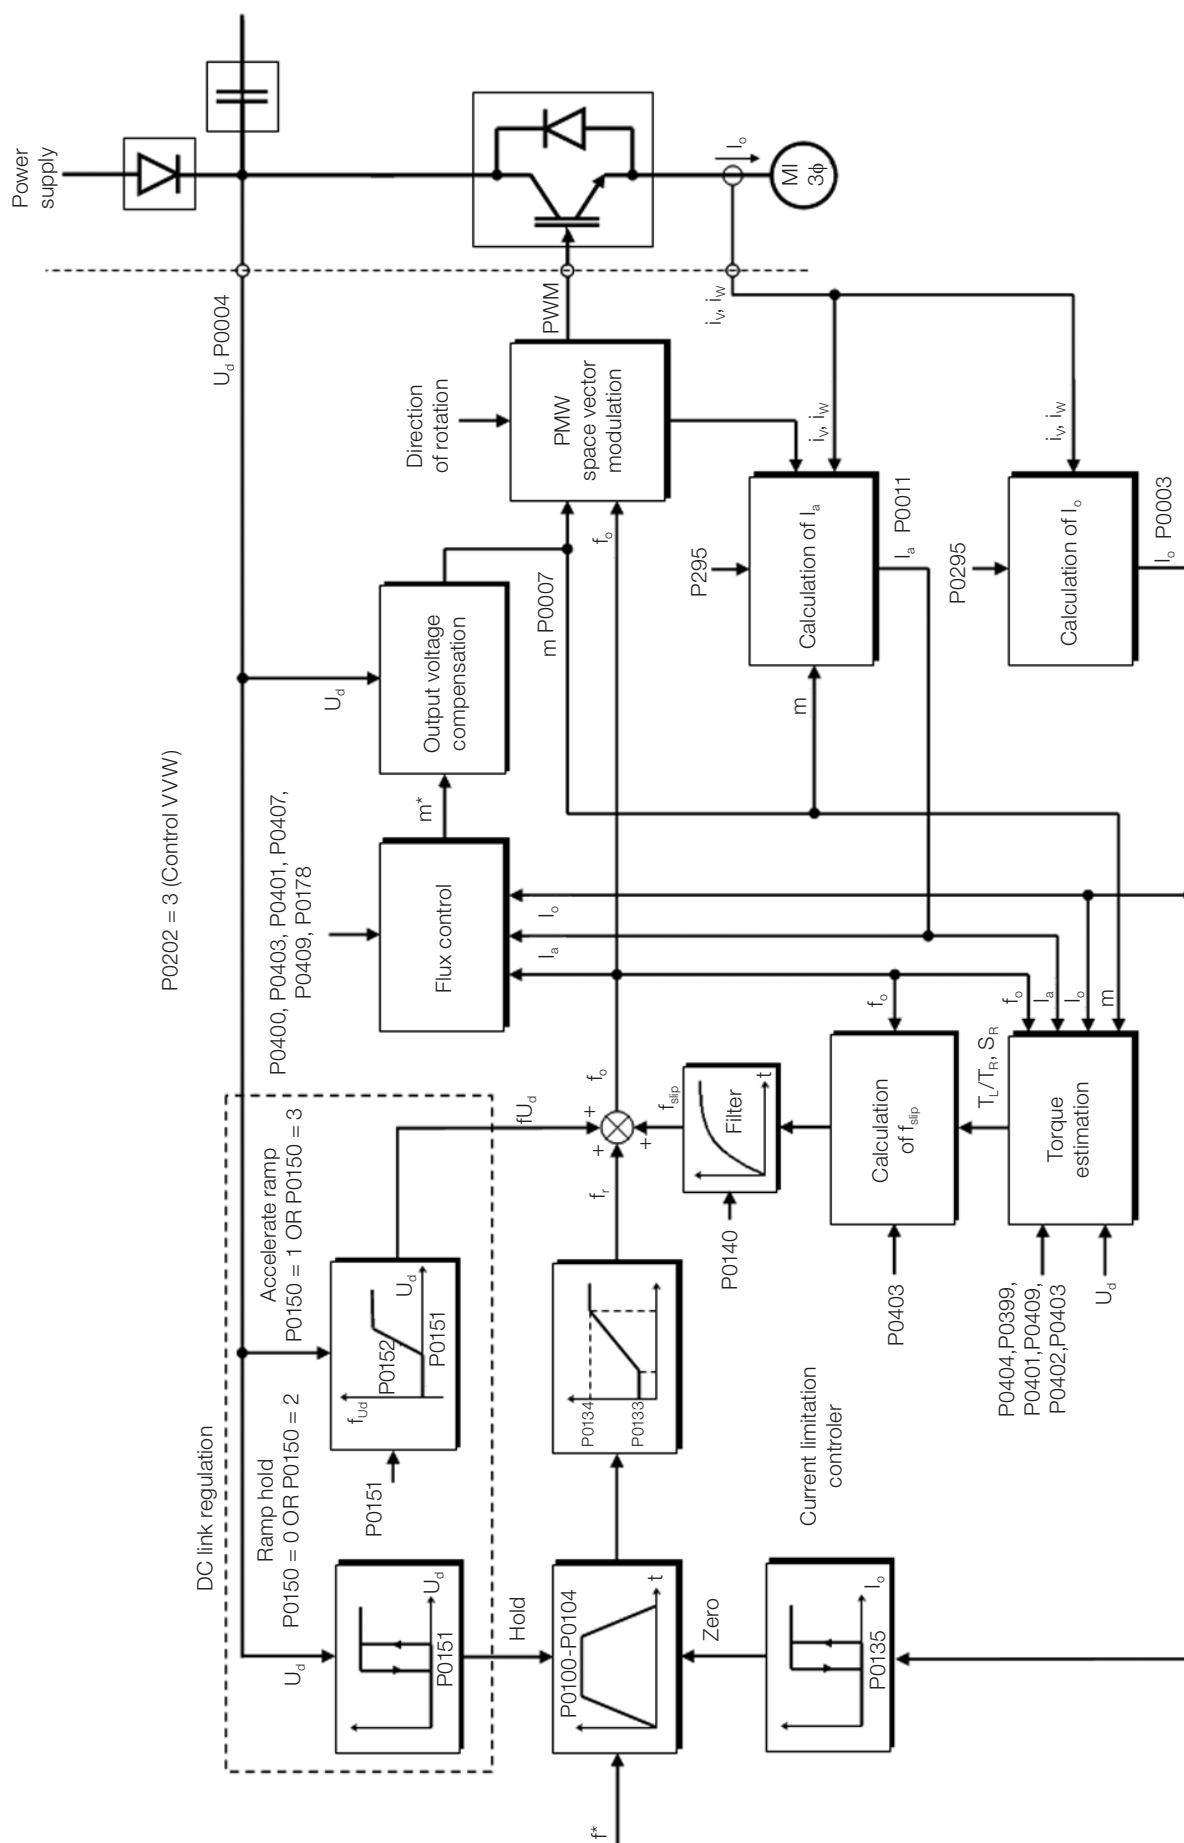 P0202 = 3 (Control VVW)
Power
supply
U_d P0004
DC link regulation
Ramp hold
P0150 = 0 OR P0150 = 2
Accelerate ramp
P0150 = 1 OR P0150 = 3
U_d
U_d
P0151
P0151
f_Ud
P0152
U_d
P0151
fU_d
P0400, P0403, P0401, P0407,
P0409, P0178
Flux control
I_a
I_o
m*
U_d
Output voltage
compensation
m P0007
Direction
of rotation
PMW
space vector
modulation
PWM
MI
3ϕ
I_o
f*
Hold
P0100-P0104
t
Zero
P0134
P0133
f_r
+
+
+
f_o
f_o
f_slip
P0140
Filter
t
i_v, i_w
P295
Calculation of I_a
i_v, i_w
m
I_a P0011
Current limitation
controler
I_o
P0135
P0403
Calculation
of f_slip
f_o
T_L/T_R, S_R
P0404,P0399,
P0401,P0409,
P0402,P0403
U_d
Torque
estimation
f_o
I_a
I_o
m
P0295
Calculation of I_o
i_v, i_w
I_o P0003